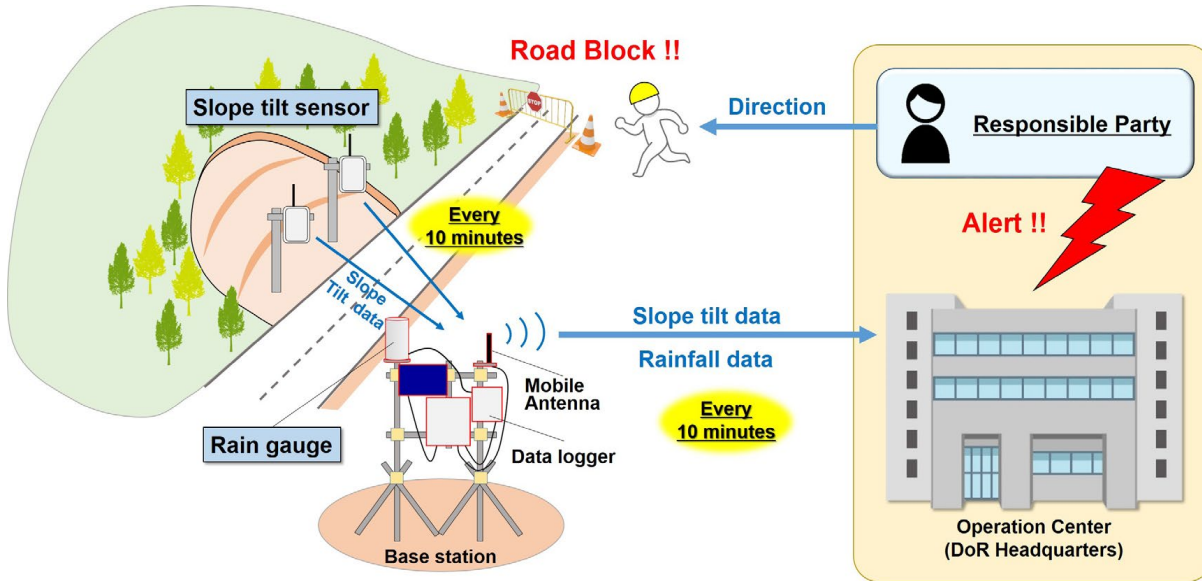 Road Block !!
STOP
Slope tilt sensor
Direction
Responsible Party
Every
10 minutes
Alert !!
Slope
Tilt data
Slope tilt data
Rainfall data
Mobile
Antenna
Every
10 minutes
Rain gauge
Data logger
Base station
Operation Center
(DoR Headquarters)